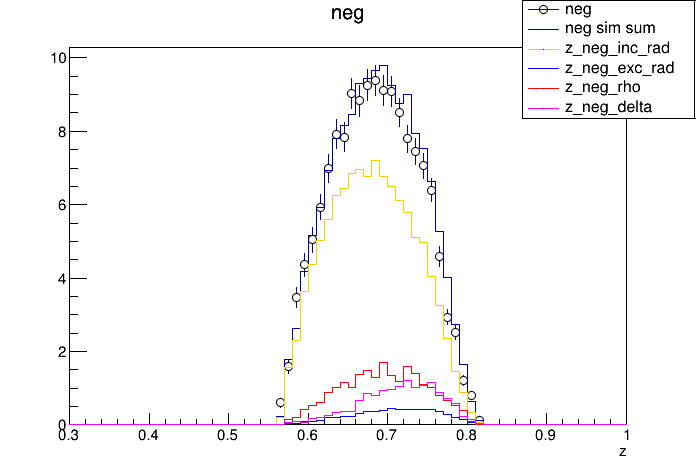 neg
neg
neg sim sum
z_neg_inc_rad
z_neg_exc_rad
z_neg_rho
z_neg_delta
10
8
6
4
2
0
0.3 0.4 0.5 0.6 0.7 0.8 0.9 1
z